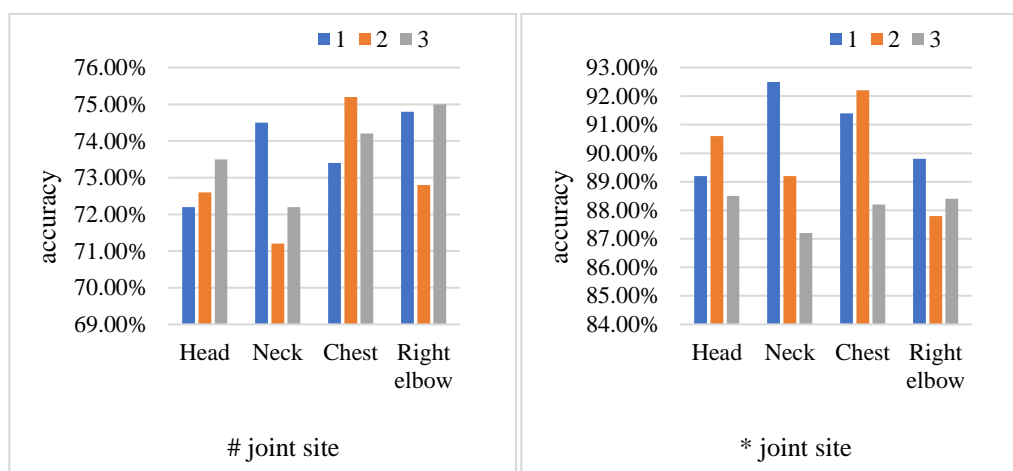 1 2 3
76.00%
75.00%
74.00%
73.00%
72.00%
71.00%
70.00%
69.00%
accuracy
Head Neck Chest Right elbow
# joint site
1 2 3
93.00%
92.00%
91.00%
90.00%
89.00%
88.00%
87.00%
86.00%
85.00%
84.00%
accuracy
Head Neck Chest Right elbow
* joint site